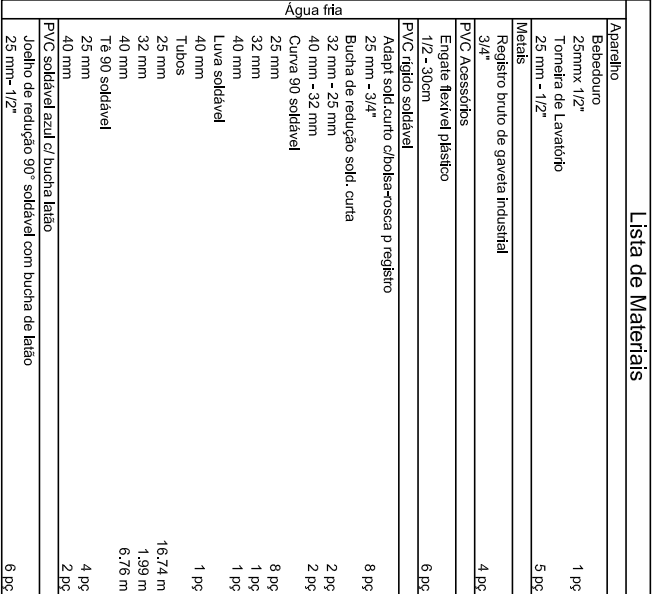 Lista de Materiais
Água fria
Aparelho
Bebedouro
25mmx 1/2" 1 pç
Torneira de Lavatório
25 mm - 1/2" 5 pç
Metais
Registro bruto de gaveta industrial
3/4" 4 pç
PVC Acessórios
Engate flexível plástico
1/2 - 30cm 6 pç
PVC rígido soldável
Adapt sold.curto c/bolsa-rosca p registro
25 mm - 3/4" 8 pç
Bucha de redução sold. curta
32 mm - 25 mm 2 pç
40 mm - 32 mm 2 pç
Curva 90 soldável
25 mm 8 pç
32 mm 1 pç
40 mm 1 pç
Luva soldável
40 mm 1 pç
Tubos
25 mm 16.74 m
32 mm 1.99 m
40 mm 6.76 m
Tê 90 soldável
25 mm 4 pç
40 mm 2 pç
PVC soldável azul c/ bucha latão
Joelho de redução 90° soldável com bucha de latão
25 mm- 1/2" 6 pç